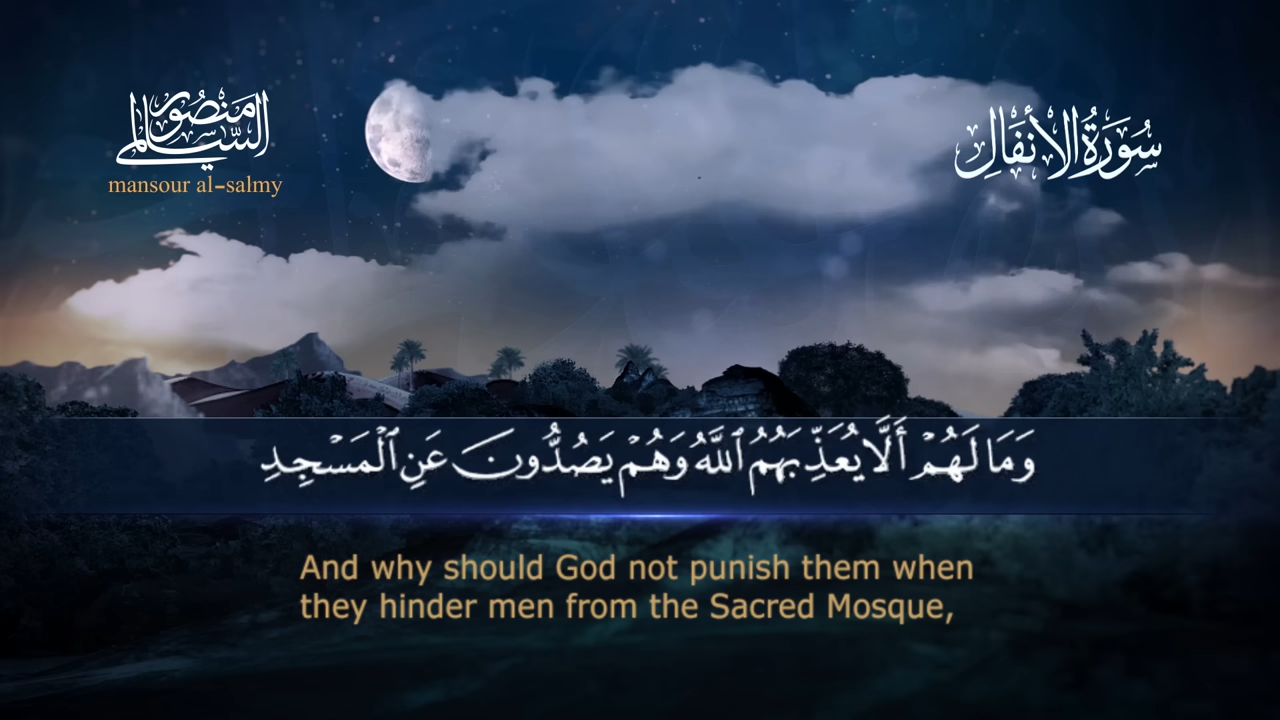 منصور السالمي
mansour al-salmy
سُورَةُ الأَنفَال
وَمَا لَهُمْ أَلَّا يُعَذِّبَهُمُ ٱللَّهُ وَهُمْ يَصُدُّونَ عَنِ ٱلْمَسْجِدِ
And why should God not punish them when
they hinder men from the Sacred Mosque,